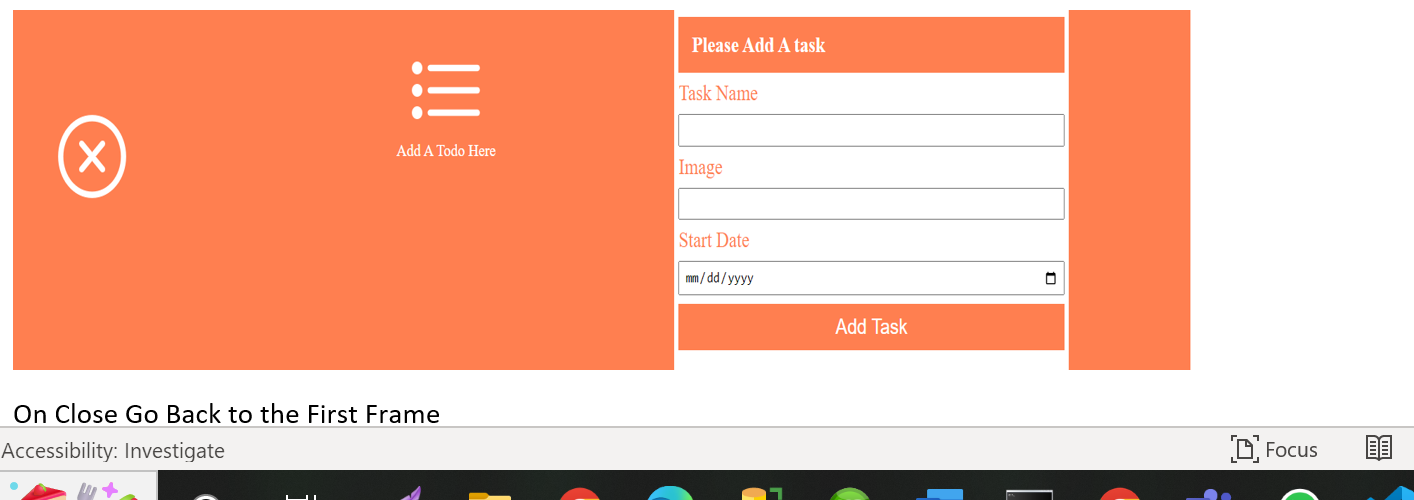 Please Add A task
Task Name
Add A Todo Here
Image
Start Date
mm/dd/yyyy
Add Task
On Close Go Back to the First Frame
Accessibility: Investigate
Focus